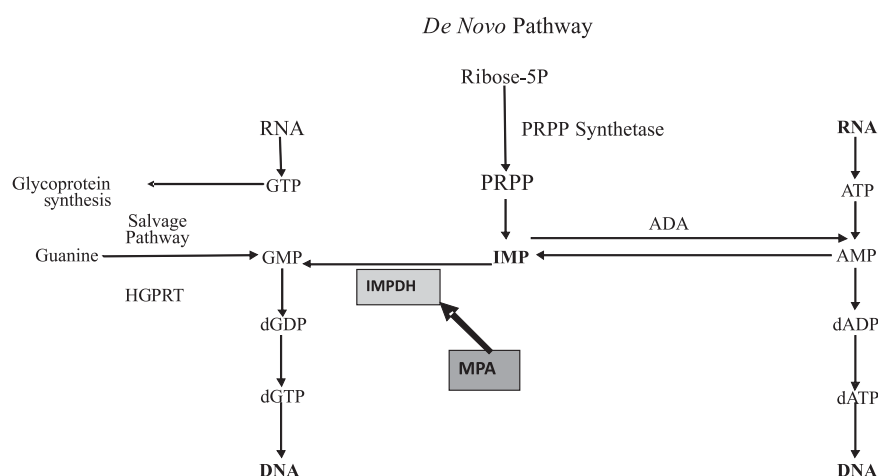 De Novo Pathway
Ribose-5P
PRPP Synthetase
RNA
RNA
Glycoprotein
synthesis
GTP
PRPP
ATP
Salvage
Pathway
ADA
Guanine
GMP
IMP
AMP
HGPRT
IMPDH
dGDP
dADP
MPA
dGTP
dATP
DNA
DNA